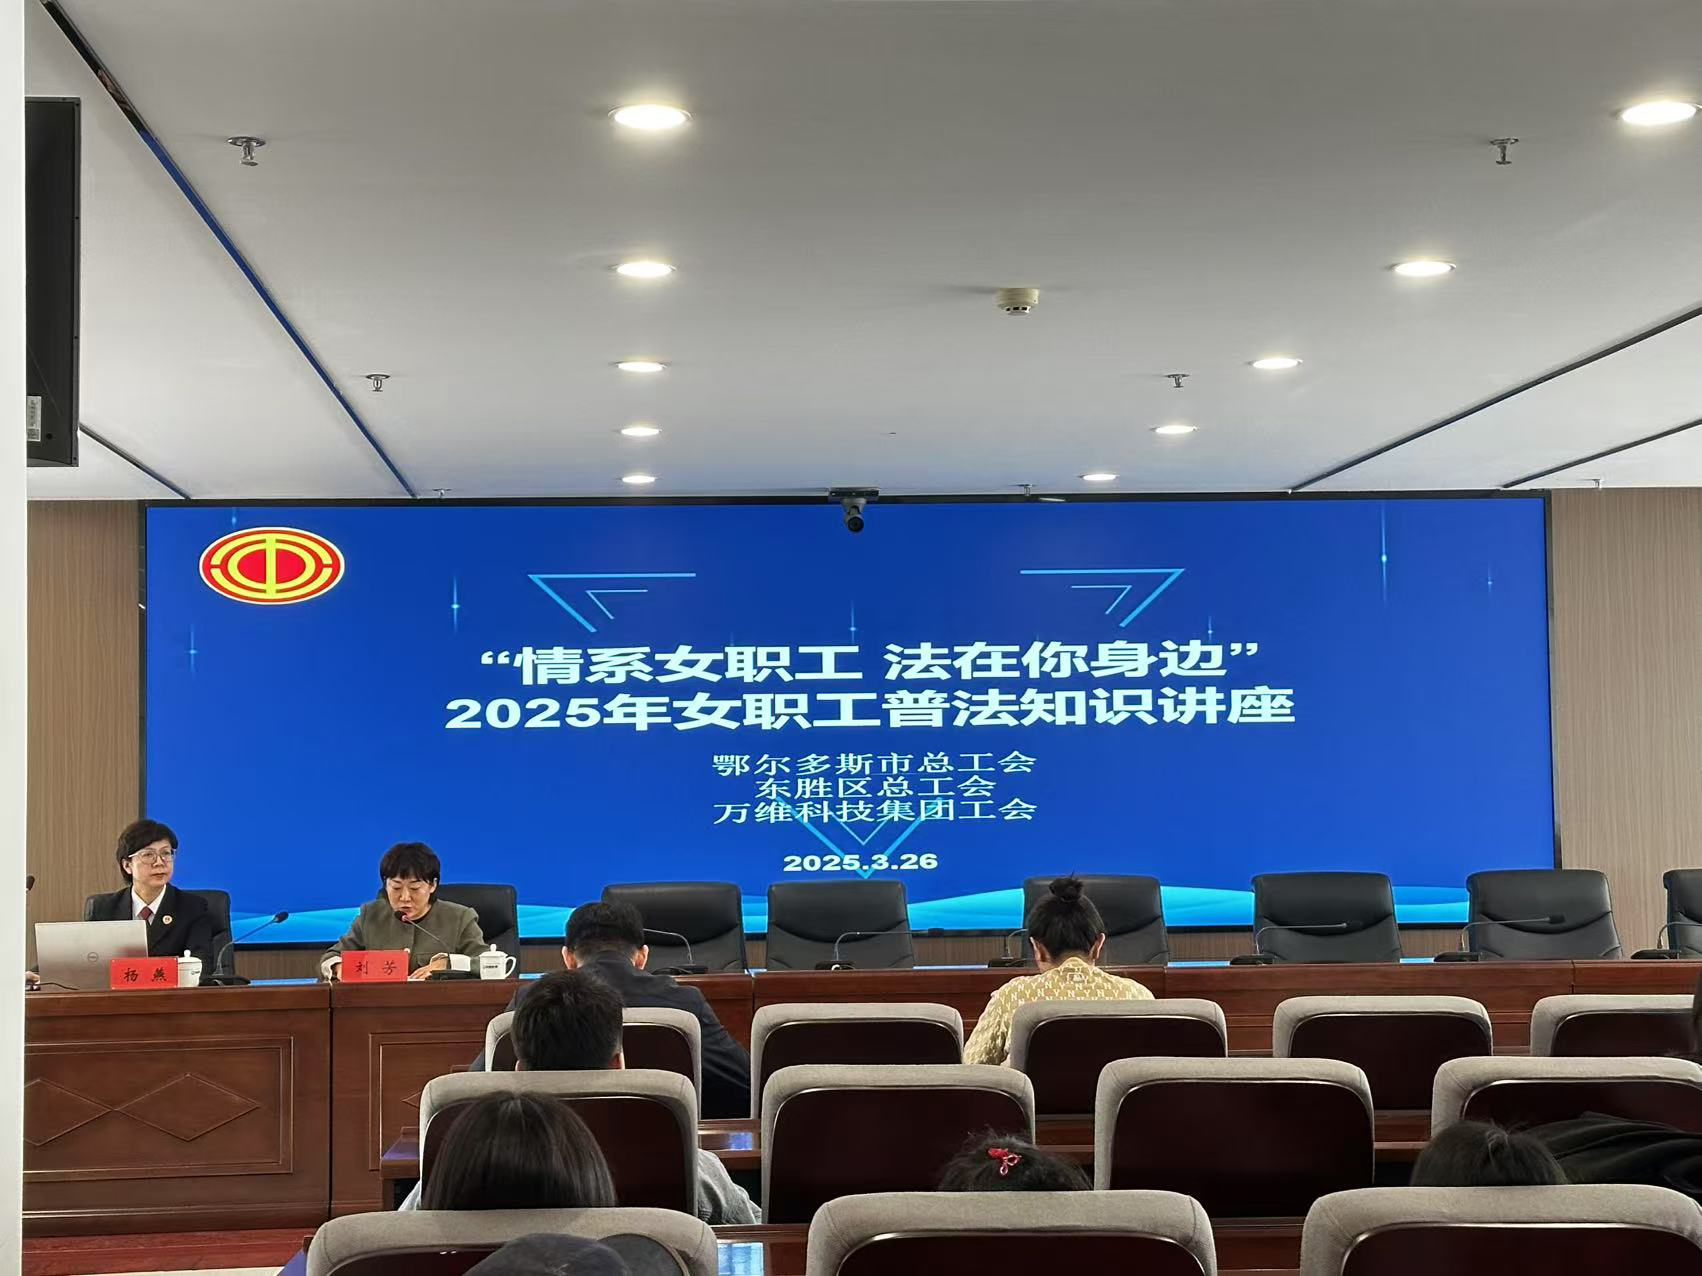 “情系女职工 法在你身边”
2025年女职工普法知识讲座
鄂尔多斯市总工会
东胜区总工会
万维科技集团工会
2025.3.26
杨 燕
刘 芳